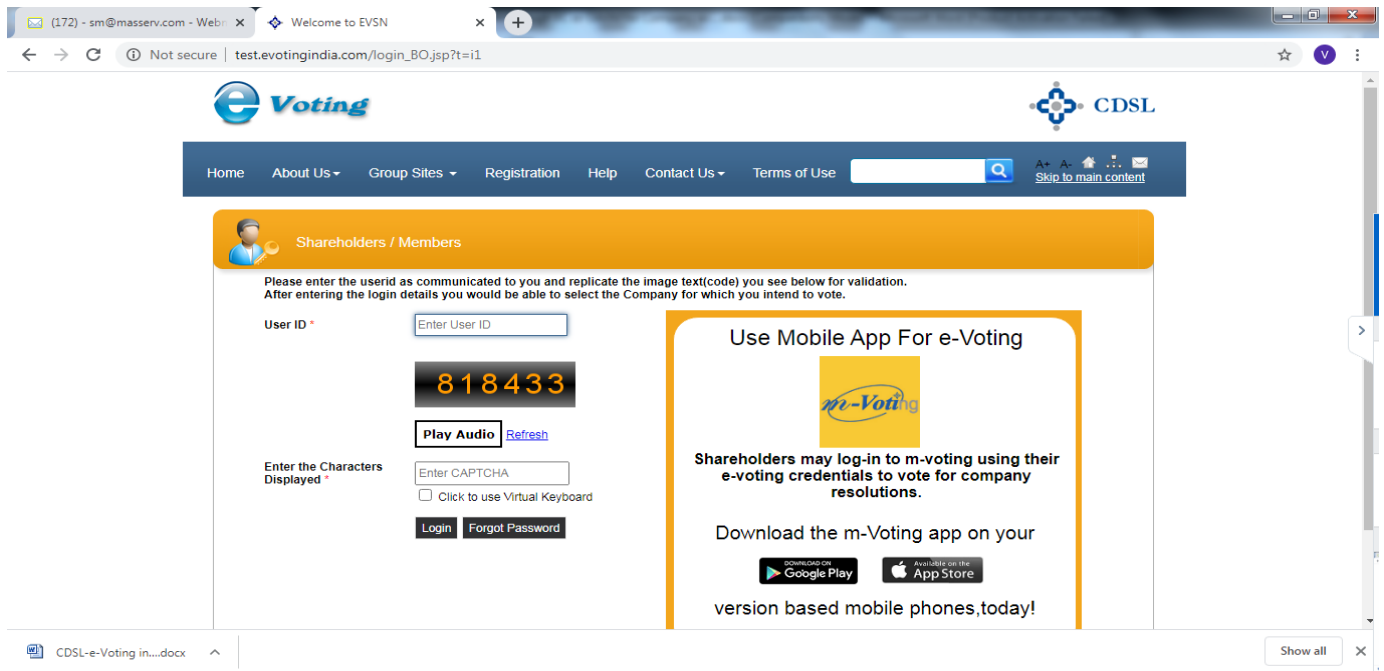 (172) - sm@masserv.com - Webm
Welcome to EVSN
Not secure | test.evotingindia.com/login_BO.jsp?t=i1
V
e Voting
CDSL
Home About Us Group Sites Registration Help Contact Us Terms of Use
A+ A-
Skip to main content
Shareholders / Members
Please enter the userid as communicated to you and replicate the image text(code) you see below for validation.
After entering the login details you would be able to select the Company for which you intend to vote.
User ID *
Enter User ID
818433
Play Audio Refresh
Enter the Characters
Displayed *
Enter CAPTCHA
Click to use Virtual Keyboard
Login Forgot Password
Use Mobile App For e-Voting
m-Voting
Shareholders may log-in to m-voting using their
e-voting credentials to vote for company
resolutions.
Download the m-Voting app on your
DOWNLOAD ON
Google Play
Available on the
App Store
version based mobile phones,today!
CDSL-e-Voting in....docx
Show all